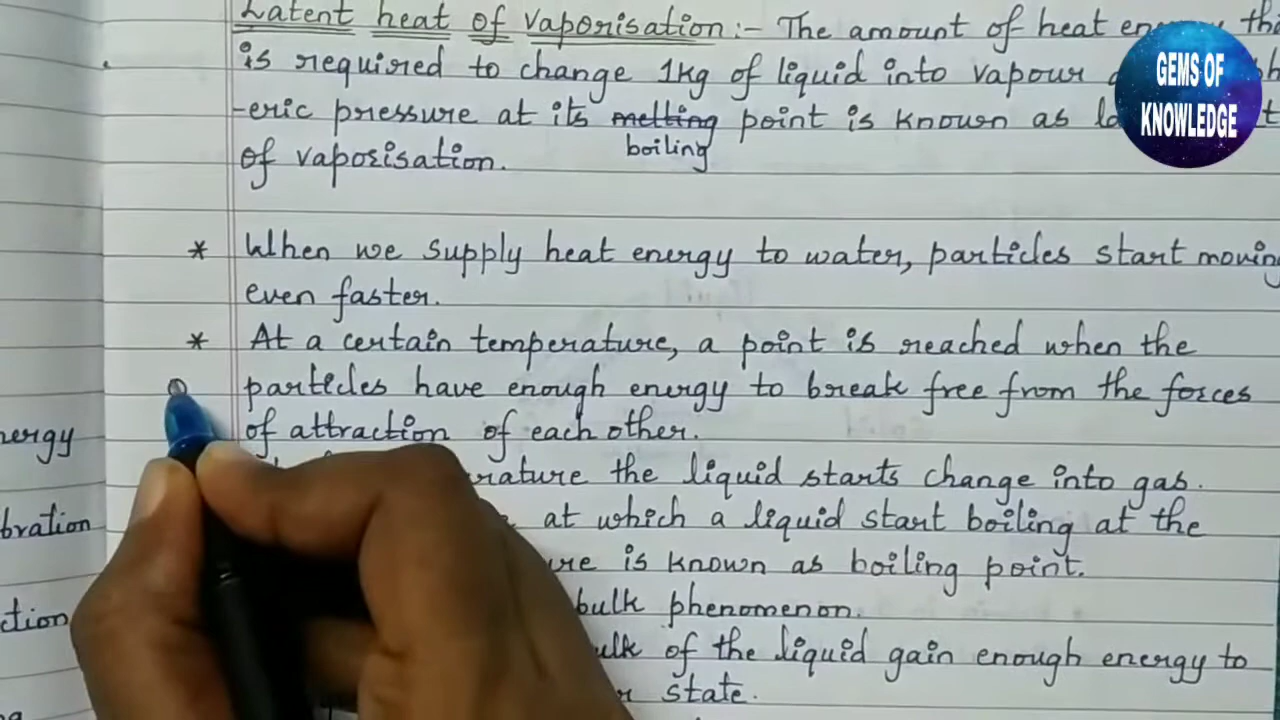 Latent heat of vaporisation :- The amount of heat
is required to change 1kg of liquid into vapour
-eric pressure at its melting point is known as
boiling
of vaporisation.
* When we supply heat energy to water, particles start moving
even faster.
* At a certain temperature, a point is reached when the
particles have enough energy to break free from the forces
of attraction of each other.
the liquid starts change into gas.
at which a liquid start boiling at the
is known as boiling point.
bulk phenomenon.
of the liquid gain enough energy to
state.
GEMS OF
KNOWLEDGE